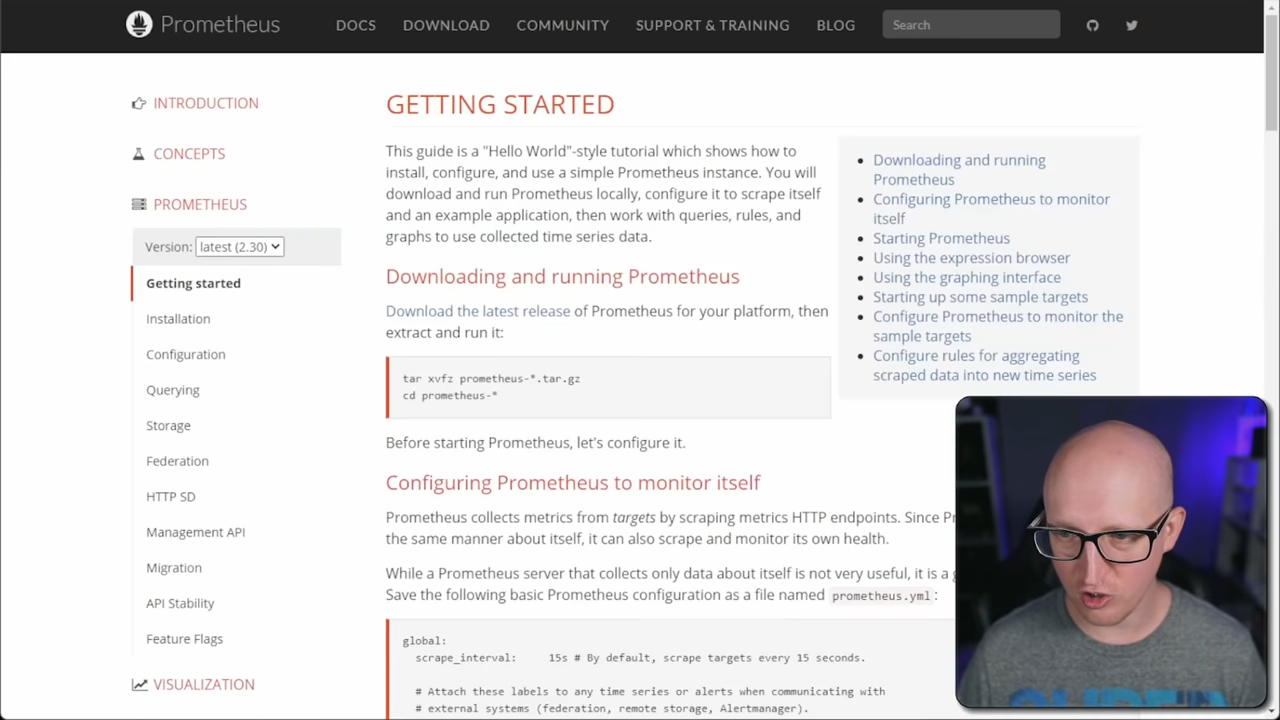 Prometheus
DOCS
DOWNLOAD
COMMUNITY
SUPPORT & TRAINING
BLOG
Search
INTRODUCTION
CONCEPTS
PROMETHEUS
Version: latest (2.30)
Getting started
Installation
Configuration
Querying
Storage
Federation
HTTP SD
Management API
Migration
API Stability
Feature Flags
VISUALIZATION
GETTING STARTED
This guide is a "Hello World"-style tutorial which shows how to
install, configure, and use a simple Prometheus instance. You will
download and run Prometheus locally, configure it to scrape itself
and an example application, then work with queries, rules, and
graphs to use collected time series data.
Downloading and running
Prometheus
Configuring Prometheus to monitor
itself
Starting Prometheus
Using the expression browser
Using the graphing interface
Starting up some sample targets
Configure Prometheus to monitor the
sample targets
Configure rules for aggregating
scraped data into new time series
Downloading and running Prometheus
Download the latest release of Prometheus for your platform, then
extract and run it:
tar xvfz prometheus-*.tar.gz
cd prometheus-*
Before starting Prometheus, let's configure it.
Configuring Prometheus to monitor itself
Prometheus collects metrics from targets by scraping metrics HTTP endpoints. Since
the same manner about itself, it can also scrape and monitor its own health.
While a Prometheus server that collects only data about itself is not very useful, it is a
Save the following basic Prometheus configuration as a file named prometheus.yml:
global:
scrape_interval: 15s # By default, scrape targets every 15 seconds.
# Attach these labels to any time series or alerts when communicating with
# external systems (federation, remote storage, Alertmanager).